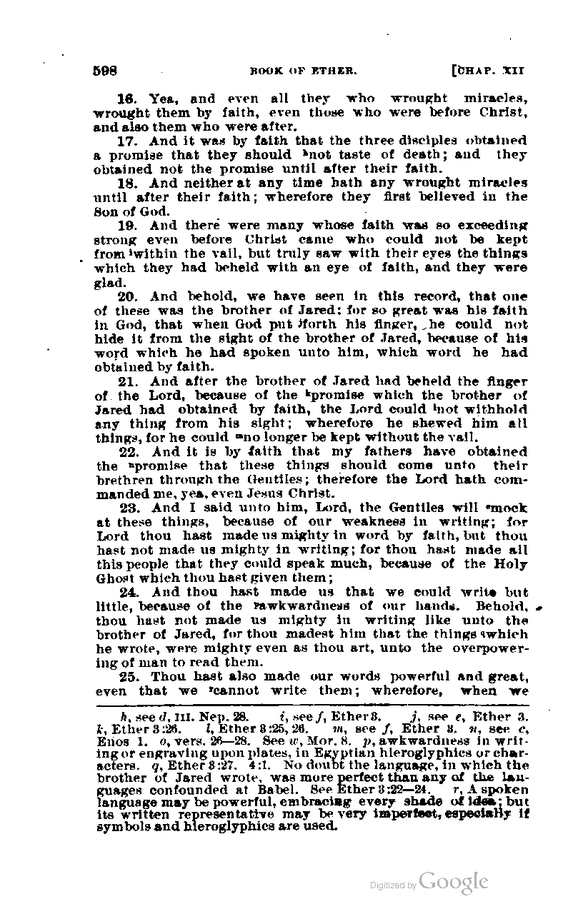 598 BOOK OF ETHER. [CHAP. XII
16. Yea, and even all they who wrought miracles,
wrought them by faith, even those who were before Christ,
and also them who were after.
17. And it was by faith that the three disciples obtained
a promise that they should ʰnot taste of death; and they
obtained not the promise until after their faith.
18. And neither at any time hath any wrought miracles
until after their faith; wherefore they first believed in the
Son of God.
19. And there were many whose faith was so exceeding
strong even before Christ came who could not be kept
from ⁱwithin the vail, but truly saw with their eyes the things
which they had beheld with an eye of faith, and they were
glad.
20. And behold, we have seen in this record, that one
of these was the brother of Jared; for so great was his faith
in God, that when God put ʲforth his finger, he could not
hide it from the sight of the brother of Jared, because of his
word which he had spoken unto him, which word he had
obtained by faith.
21. And after the brother of Jared had beheld the finger
of the Lord, because of the ᵏpromise which the brother of
Jared had obtained by faith, the Lord could ˡnot withhold
any thing from his sight; wherefore he shewed him all
things, for he could ᵐno longer be kept without the vail.
22. And it is by faith that my fathers have obtained
the ⁿpromise that these things should come unto their
brethren through the Gentiles; therefore the Lord hath com-
manded me, yea, even Jesus Christ.
23. And I said unto him, Lord, the Gentiles will ᵒmock
at these things, because of our weakness in writing; for
Lord thou hast made us mighty in word by faith, but thou
hast not made us mighty in writing; for thou hast made all
this people that they could speak much, because of the Holy
Ghost which thou hast given them;
24. And thou hast made us that we could write but
little, because of the ᵖawkwardness of our hands. Behold,
thou hast not made us mighty in writing like unto the
brother of Jared, for thou madest him that the things qwhich
he wrote, were mighty even as thou art, unto the overpower-
ing of man to read them.
25. Thou hast also made our words powerful and great,
even that we ʳcannot write them; wherefore, when we
h, see d, III. Nep. 28. i, see f, Ether 3. j, see e, Ether 3.
k, Ether 3:26. l, Ether 3:25, 26. m, see f, Ether 3. n, see c,
Enos 1. o, vers. 26—28. See w, Mor. 8. p, awkwardness in writ-
ing or engraving upon plates, in Egyptian hieroglyphics or char-
acters. q, Ether 3:27. 4:1. No doubt the language, in which the
brother of Jared wrote, was more perfect than any of the lan-
guages confounded at Babel. See Ether 3:22—24. r, A spoken
language may be powerful, embracing every shade of idea; but
its written representative may be very imperfect, especially if
symbols and hieroglyphics are used.
Digitized by Google